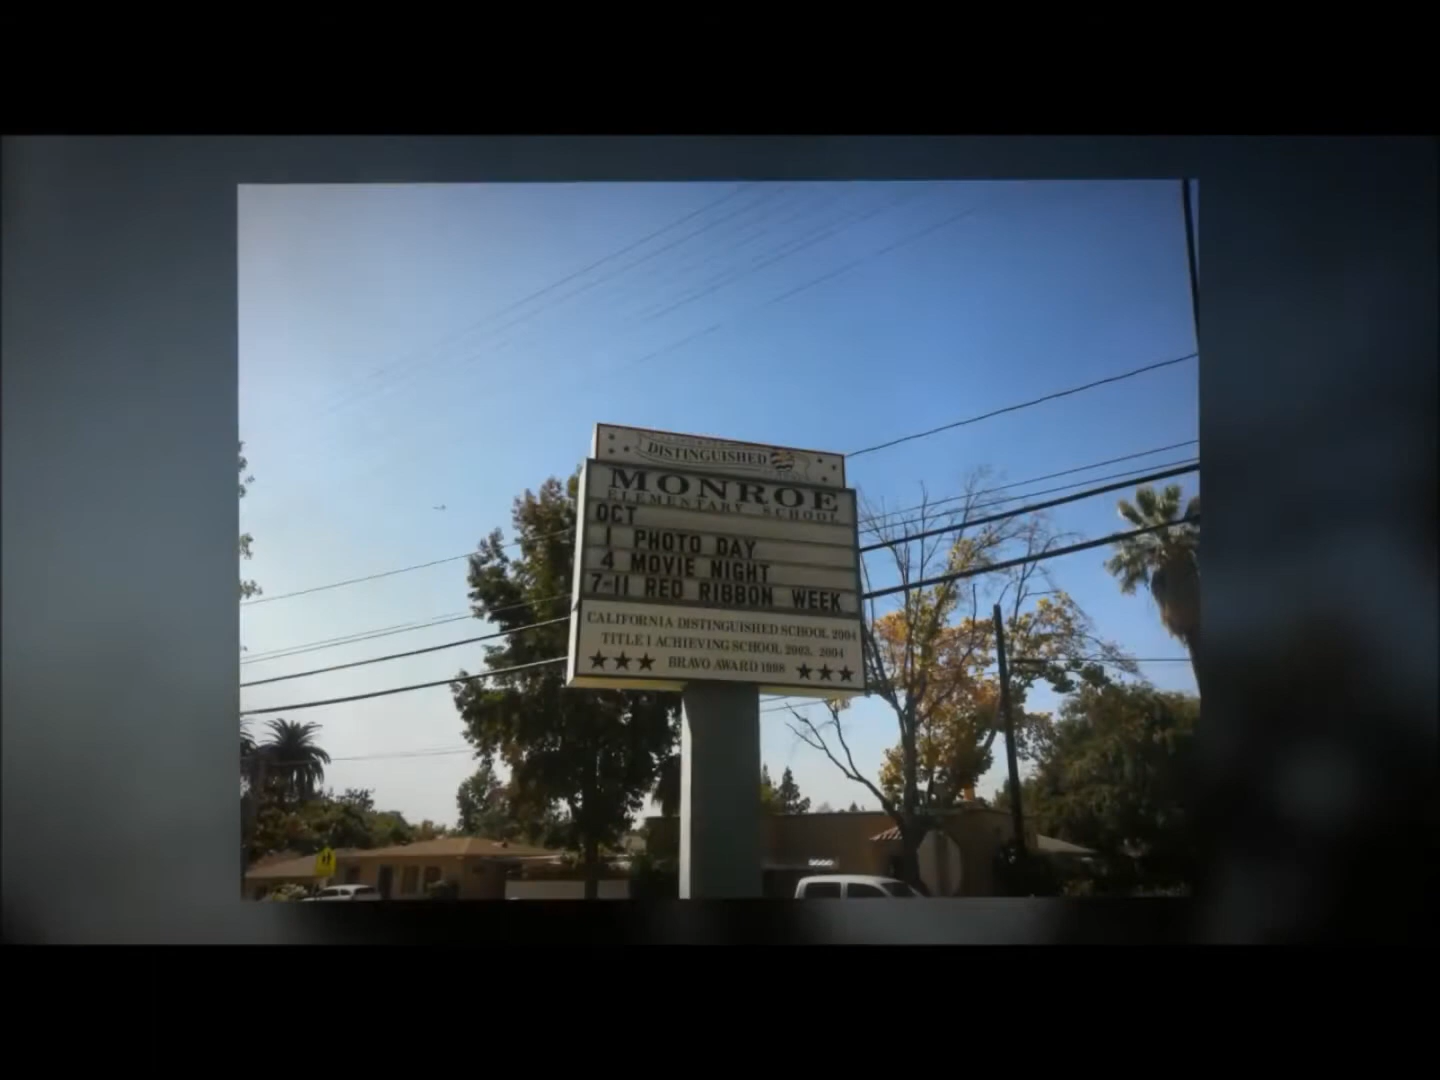 DISTINGUISHED
MONROE
ELEMENTARY SCHOOL
OCT
1 PHOTO DAY
4 MOVIE NIGHT
7-11 RED RIBBON WEEK
CALIFORNIA DISTINGUISHED SCHOOL 2004
TITLE I ACHIEVING SCHOOL 2003, 2004
★★★ BRAVO AWARD 1998 ★★★